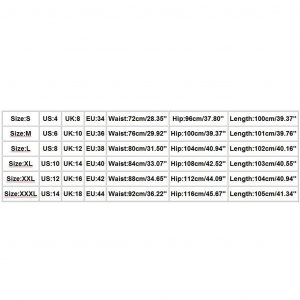 Size:S US:4 UK:8 EU:34 Waist:72cm/28.35" Hip:96cm/37.80" Length:100cm/39.37"
Size:M US:6 UK:10 EU:36 Waist:76cm/29.92" Hip:100cm/39.37" Length:101cm/39.76"
Size:L US:8 UK:12 EU:38 Waist:80cm/31.50" Hip:104cm/40.94" Length:102cm/40.16"
Size:XL US:10 UK:14 EU:40 Waist:84cm/33.07" Hip:108cm/42.52" Length:103cm/40.55"
Size:XXL US:12 UK:16 EU:42 Waist:88cm/34.65" Hip:112cm/44.09" Length:104cm/40.94"
Size:XXXL US:14 UK:18 EU:44 Waist:92cm/36.22" Hip:116cm/45.67" Length:105cm/41.34"